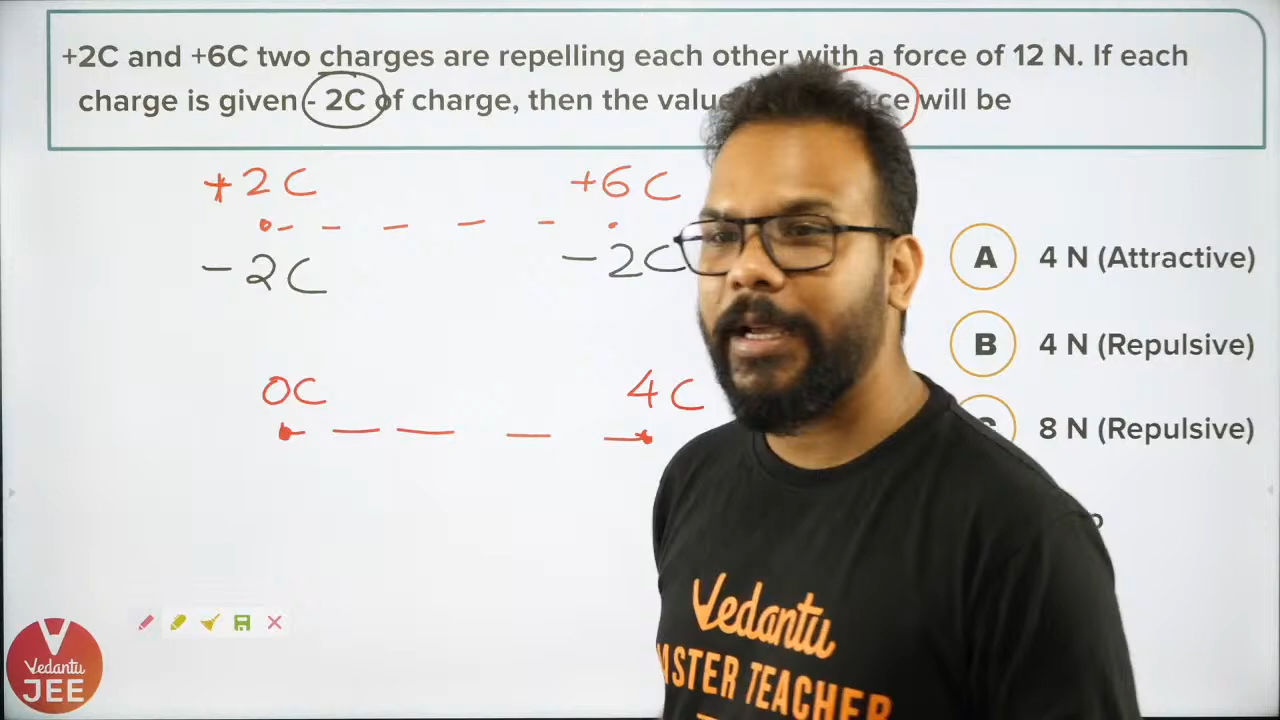 +2C and +6C two charges are repelling each other with a force of 12 N. If each
charge is given - 2C of charge, then the value will be
+2C +6C
-2C -2C
A 4 N (Attractive)
B 4 N (Repulsive)
0C 4C
8 N (Repulsive)
Vedantu
JEE
Vedantu
TEACHER